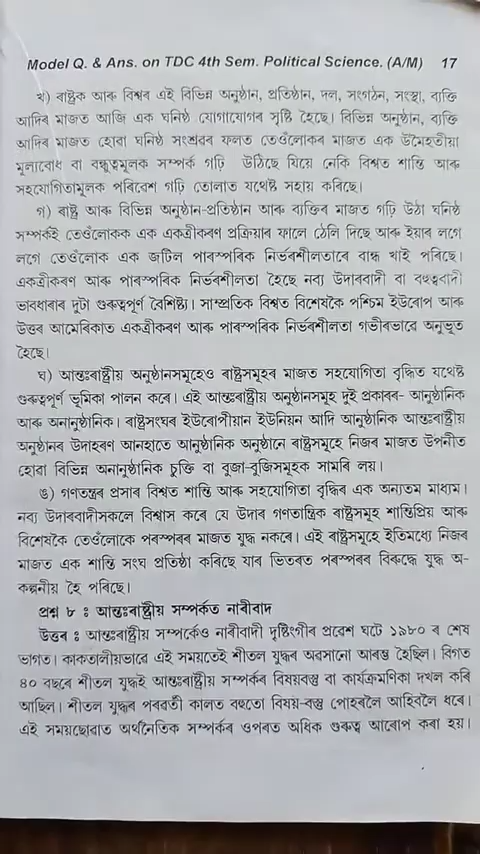 Model Q. & Ans. on TDC 4th Sem. Political Science. (A/M) 17
খ) ৰাষ্ট্ৰক আৰু বিশ্বৰ এই বিভিন্ন অনুষ্ঠান, প্ৰতিষ্ঠান, দল, সংগঠন, সংস্থা, ব্যক্তি
আদিৰ মাজত আজি এক ঘনিষ্ঠ যোগাযোগৰ সৃষ্টি হৈছে। বিভিন্ন অনুষ্ঠান, ব্যক্তি
আদিৰ মাজত হোৱা ঘনিষ্ঠ সংশ্ৰৱৰ ফলত তেওঁলোকৰ মাজত এক উমৈহতীয়া
মূল্যবোধ বা বন্ধুত্বমূলক সম্পৰ্ক গঢ়ি উঠিছে যিয়ে নেকি বিশ্বত শান্তি আৰু
সহযোগিতামূলক পৰিৱেশ গঢ়ি তোলাত যথেষ্ট সহায় কৰিছে।
গ) ৰাষ্ট্ৰ আৰু বিভিন্ন অনুষ্ঠান-প্ৰতিষ্ঠান আৰু ব্যক্তিৰ মাজত গঢ়ি উঠা ঘনিষ্ঠ
সম্পৰ্কই তেওঁলোকক এক একত্ৰীকৰণ প্ৰক্ৰিয়াৰ ফালে ঠেলি দিছে আৰু ইয়াৰ লগে
লগে তেওঁলোক এক জটিল পাৰস্পৰিক নিৰ্ভৰশীলতাৰে বান্ধ খাই পৰিছে।
একত্ৰীকৰণ আৰু পাৰস্পৰিক নিৰ্ভৰশীলতা হৈছে নব্য উদাৰবাদী বা বহুত্ববাদী
ভাবধাৰাৰ দুটা গুৰুত্বপূৰ্ণ বৈশিষ্ট্য। সাম্প্ৰতিক বিশ্বত বিশেষকৈ পশ্চিম ইউৰোপ আৰু
উত্তৰ আমেৰিকাত একত্ৰীকৰণ আৰু পাৰস্পৰিক নিৰ্ভৰশীলতা গভীৰভাৱে অনুভূত
হৈছে।
ঘ) আন্তঃৰাষ্ট্ৰীয় অনুষ্ঠানসমূহেও ৰাষ্ট্ৰসমূহৰ মাজত সহযোগিতা বৃদ্ধিত যথেষ্ট
গুৰুত্বপূৰ্ণ ভূমিকা পালন কৰে। এই আন্তঃৰাষ্ট্ৰীয় অনুষ্ঠানসমূহ দুই প্ৰকাৰৰ- আনুষ্ঠানিক
আৰু অনানুষ্ঠানিক। ৰাষ্ট্ৰসংঘৰ ইউৰোপীয়ান ইউনিয়ন আদি আনুষ্ঠানিক আন্তঃৰাষ্ট্ৰীয়
অনুষ্ঠানৰ উদাহৰণ আনহাতে আনুষ্ঠানিক অনুষ্ঠানে ৰাষ্ট্ৰসমূহে নিজৰ মাজত উপনীত
হোৱা বিভিন্ন অনানুষ্ঠানিক চুক্তি বা বুজা-বুজিসমূহক সামৰি লয়।
ঙ) গণতন্ত্ৰৰ প্ৰসাৰ বিশ্বত শান্তি আৰু সহযোগিতা বৃদ্ধিৰ এক অন্যতম মাধ্যম।
নব্য উদাৰবাদীসকলে বিশ্বাস কৰে যে উদাৰ গণতান্ত্ৰিক ৰাষ্ট্ৰসমূহ শান্তিপ্ৰিয় আৰু
বিশেষকৈ তেওঁলোকে পৰস্পৰৰ মাজত যুদ্ধ নকৰে। এই ৰাষ্ট্ৰসমূহে ইতিমধ্যে নিজৰ
মাজত এক শান্তি সংঘ প্ৰতিষ্ঠা কৰিছে যাৰ ভিতৰত পৰস্পৰৰ বিৰুদ্ধে যুদ্ধ অ-
কল্পনীয় হৈ পৰিছে।
প্ৰশ্ন ৮ : আন্তঃৰাষ্ট্ৰীয় সম্পৰ্কত নাৰীবাদ
উত্তৰ : আন্তঃৰাষ্ট্ৰীয় সম্পৰ্কেও নাৰীবাদী দৃষ্টিংগীৰ প্ৰৱেশ ঘটে ১৯৮০ ৰ শেষ
ভাগত। কাকতালীয়ভাৱে এই সময়তেই শীতল যুদ্ধৰ অৱসানো আৰম্ভ হৈছিল। বিগত
৪০ বছৰে শীতল যুদ্ধই আন্তঃৰাষ্ট্ৰীয় সম্পৰ্কৰ বিষয়বস্তু বা কাৰ্যক্ৰমণিকা দখল কৰি
আছিল। শীতল যুদ্ধৰ পৰৱৰ্তী কালত বহুতো বিষয়-বস্তু পোহৰলৈ আহিবলৈ ধৰে।
এই সময়ছোৱাত অৰ্থনৈতিক সম্পৰ্কৰ ওপৰত অধিক গুৰুত্ব আৰোপ কৰা হয়।